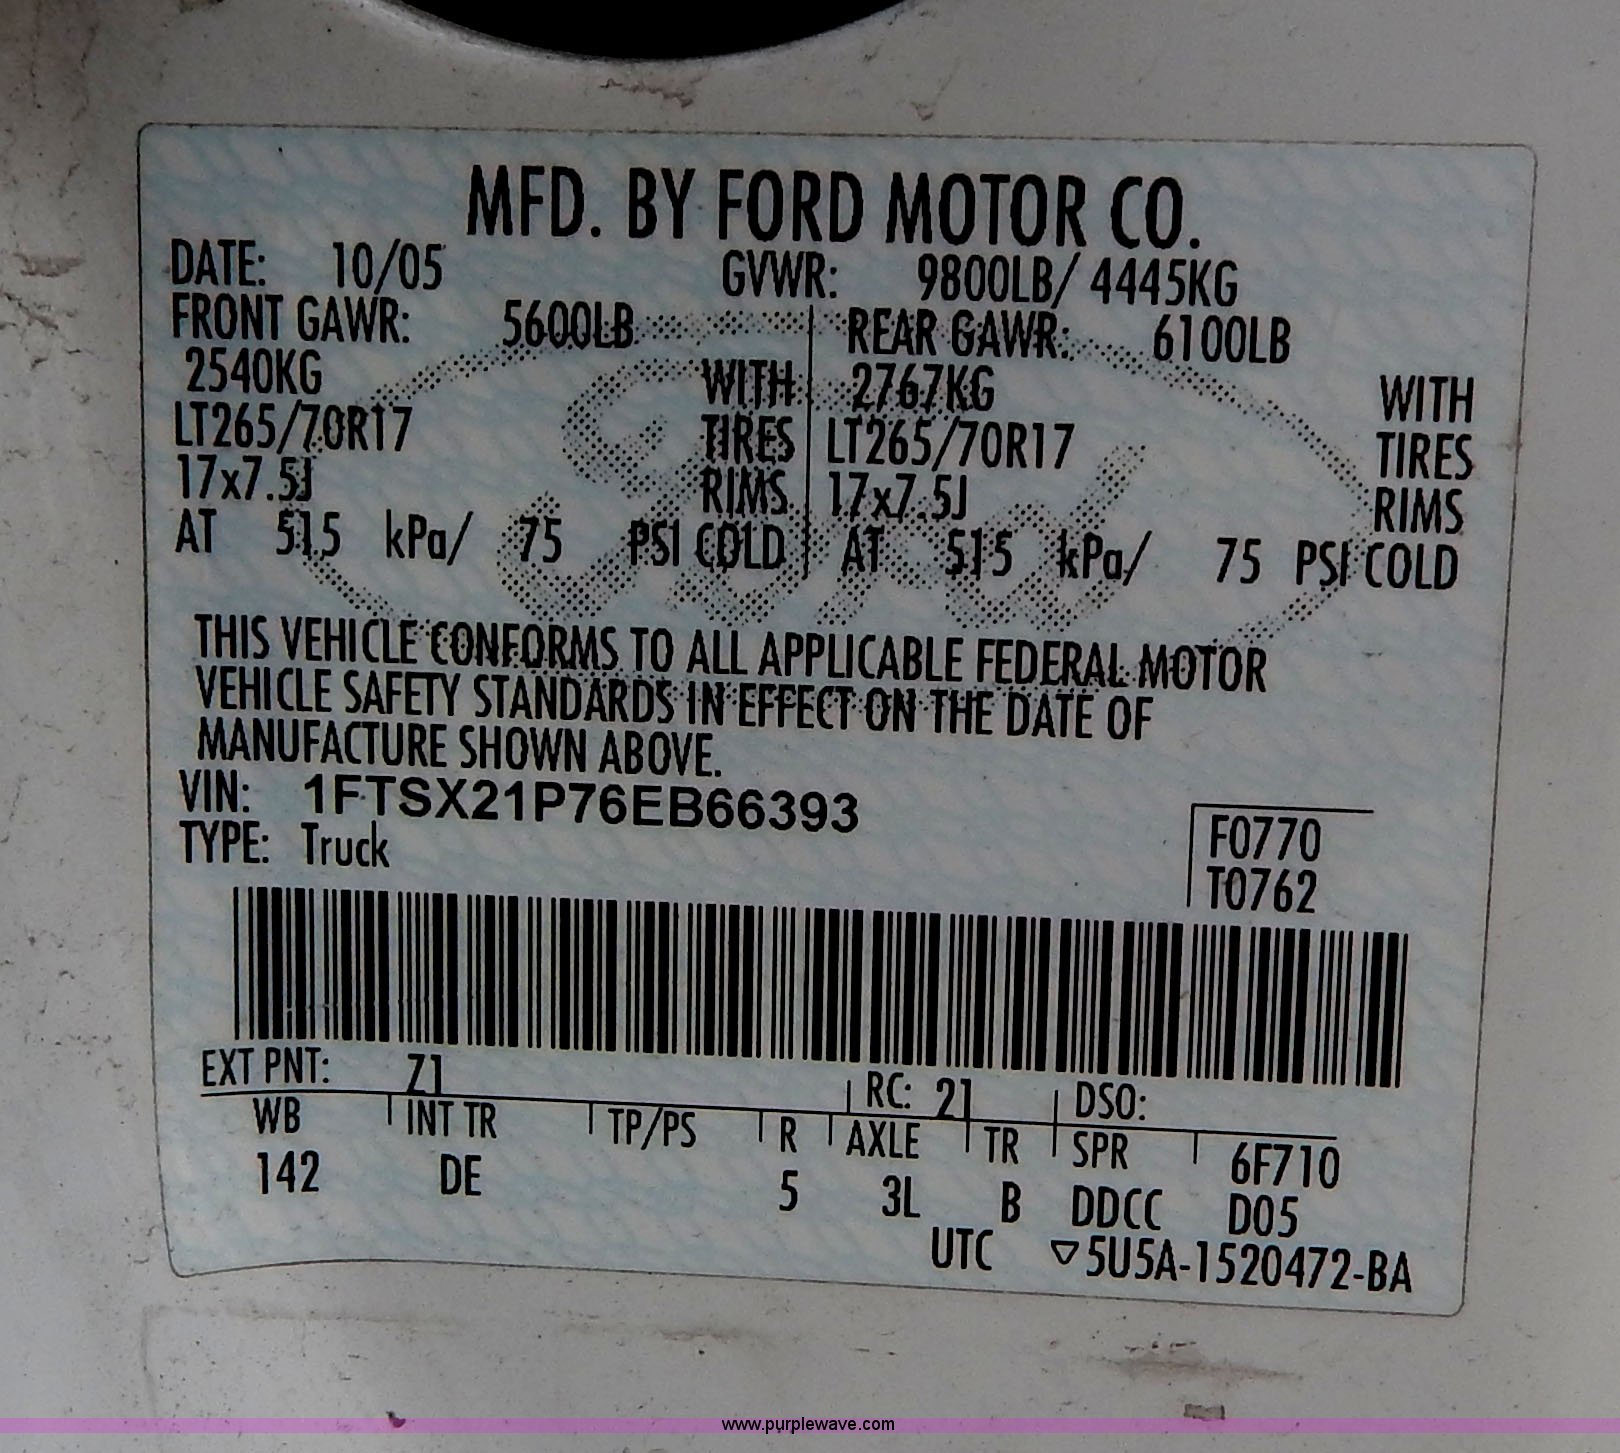 MFD. BY FORD MOTOR CO.
DATE: 10/05 GVWR: 9800LB/ 4445KG
FRONT GAWR: 5600LB REAR GAWR: 6100LB
2540KG WITH 2767KG WITH
LT265/70R17 TIRES LT265/70R17 TIRES
17x7.5J RIMS 17x7.5J RIMS
AT 515 kPa/ 75 PSI COLD AT 515 kPa/ 75 PSI COLD
THIS VEHICLE CONFORMS TO ALL APPLICABLE FEDERAL MOTOR
VEHICLE SAFETY STANDARDS IN EFFECT ON THE DATE OF
MANUFACTURE SHOWN ABOVE.
VIN: 1FTSX21P76EB66393
TYPE: Truck
F0770
T0762
EXT PNT: Z1 RC: 21 DSO:
WB INT TR TP/PS R AXLE TR SPR 6F710
142 DE 5 3L B DDCC D05
UTC ▽5U5A-1520472-BA
Ford
www.purplewave.com